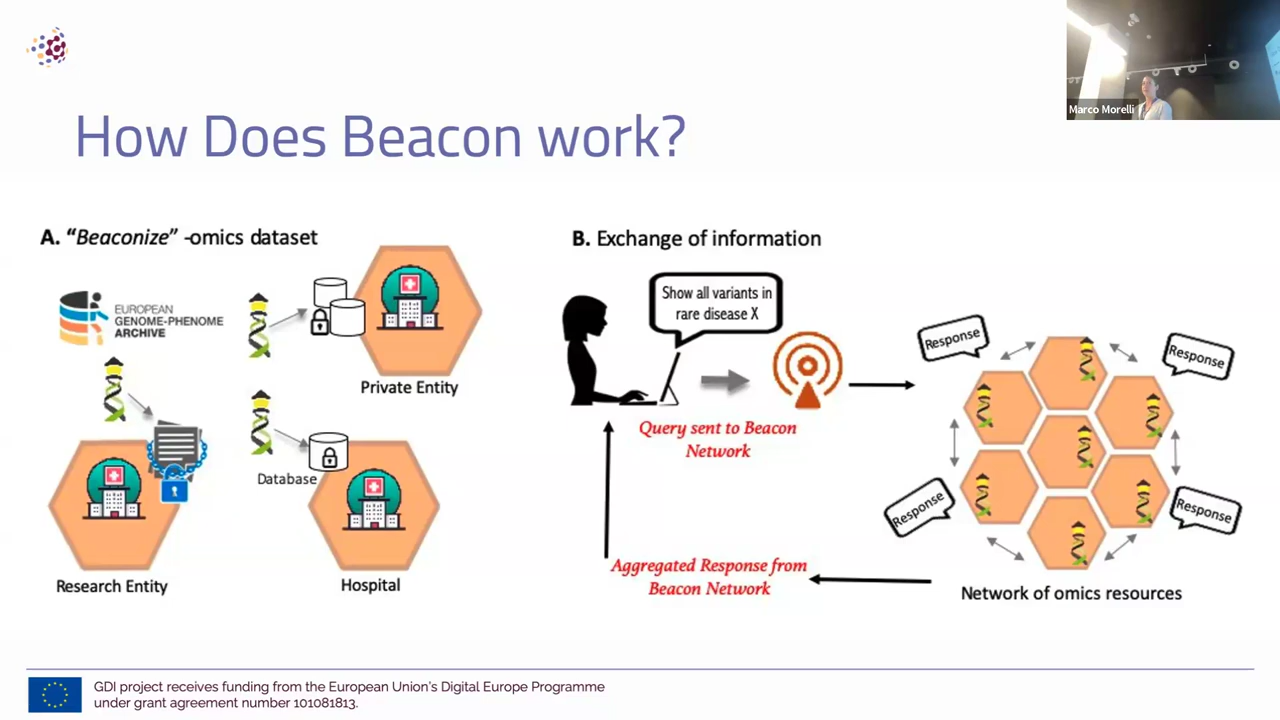 Marco Morelli
How Does Beacon work?
A. “Beaconize” -omics dataset
EUROPEAN
GENOME-PHENOME
ARCHIVE
Private Entity
Database
Research Entity
Hospital
B. Exchange of information
Show all variants in
rare disease X
Query sent to Beacon
Network
Response
Response
Response
Response
Aggregated Response from
Beacon Network
Network of omics resources
GDI project receives funding from the European Union’s Digital Europe Programme
under grant agreement number 101081813.